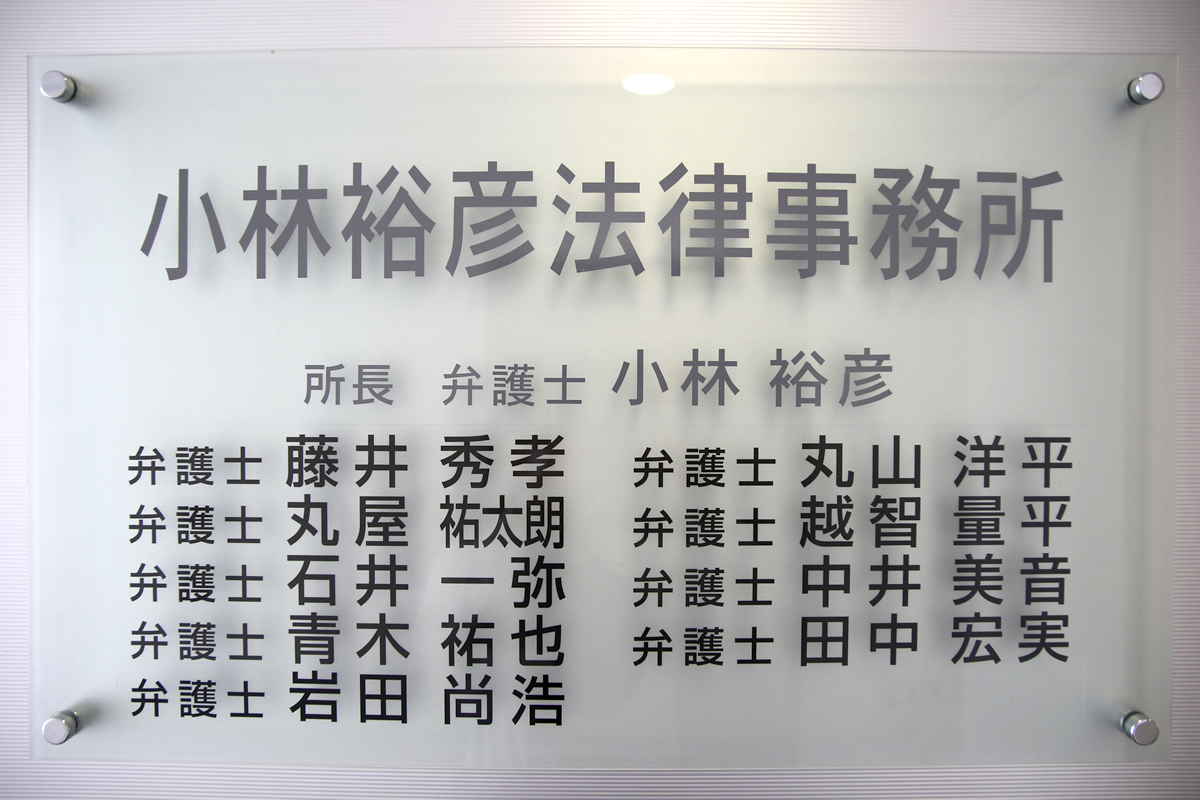 小林裕彦法律事務所
所長 弁護士 小林 裕彦
弁護士 藤井 秀孝
弁護士 丸屋 祐太朗
弁護士 石井 一弥
弁護士 青木 祐也
弁護士 岩田 尚浩
弁護士 丸山 洋平
弁護士 越智 量平
弁護士 中井 美音
弁護士 田中 宏実